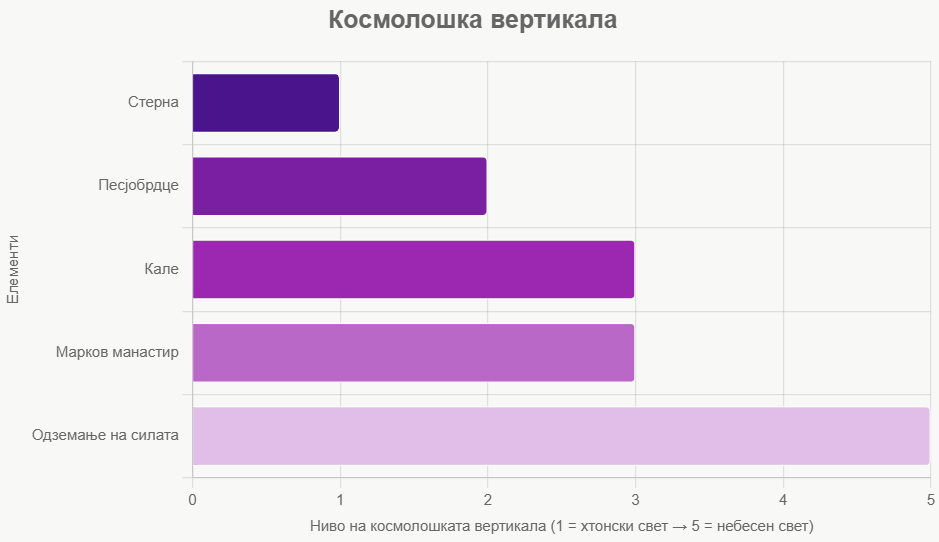 Космолошка вертикала
Елементи
Стерна
Песјобрдце
Кале
Марков манастир
Одземање на силата
0 1 2 3 4 5
Ниво на космолошката вертикала (1 = хтонски свет → 5 = небесен свет)